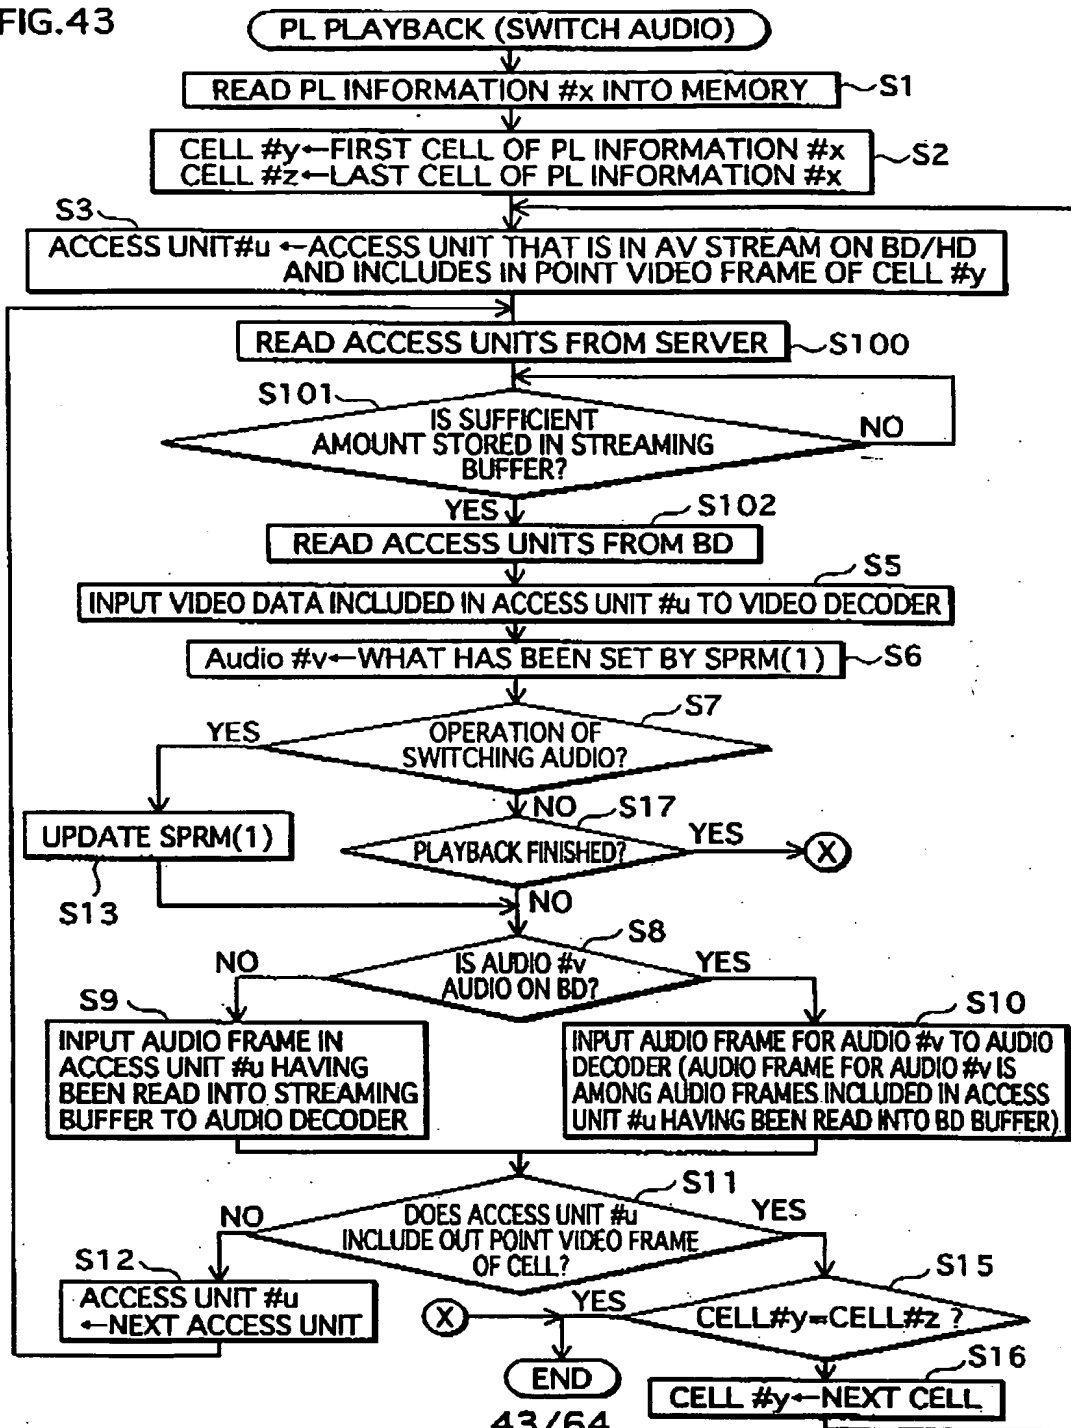 FIG.43
PL PLAYBACK (SWITCH AUDIO)
READ PL INFORMATION #x INTO MEMORY
S1
CELL #y←FIRST CELL OF PL INFORMATION #x
CELL #z←LAST CELL OF PL INFORMATION #x
S2
S3
ACCESS UNIT#u ←ACCESS UNIT THAT IS IN AV STREAM ON BD/HD
AND INCLUDES IN POINT VIDEO FRAME OF CELL #y
READ ACCESS UNITS FROM SERVER
S100
S101
IS SUFFICIENT
AMOUNT STORED IN STREAMING
BUFFER?
NO
YES
S102
READ ACCESS UNITS FROM BD
S5
INPUT VIDEO DATA INCLUDED IN ACCESS UNIT #u TO VIDEO DECODER
Audio #v←WHAT HAS BEEN SET BY SPRM(1)
S6
S7
YES
OPERATION OF
SWITCHING AUDIO?
NO
S17
UPDATE SPRM(1)
PLAYBACK FINISHED?
YES
X
S13
NO
S8
NO
IS AUDIO #v
AUDIO ON BD?
YES
S9
S10
INPUT AUDIO FRAME IN
ACCESS UNIT #u HAVING
BEEN READ INTO STREAMING
BUFFER TO AUDIO DECODER
INPUT AUDIO FRAME FOR AUDIO #v TO AUDIO
DECODER (AUDIO FRAME FOR AUDIO #v IS
AMONG AUDIO FRAMES INCLUDED IN ACCESS
UNIT #u HAVING BEEN READ INTO BD BUFFER)
S11
NO
DOES ACCESS UNIT #u
INCLUDE OUT POINT VIDEO FRAME
OF CELL?
YES
S12
S15
ACCESS UNIT #u
←NEXT ACCESS UNIT
X
YES
CELL#y=CELL#z ?
S16
END
CELL #y←NEXT CELL
43/64